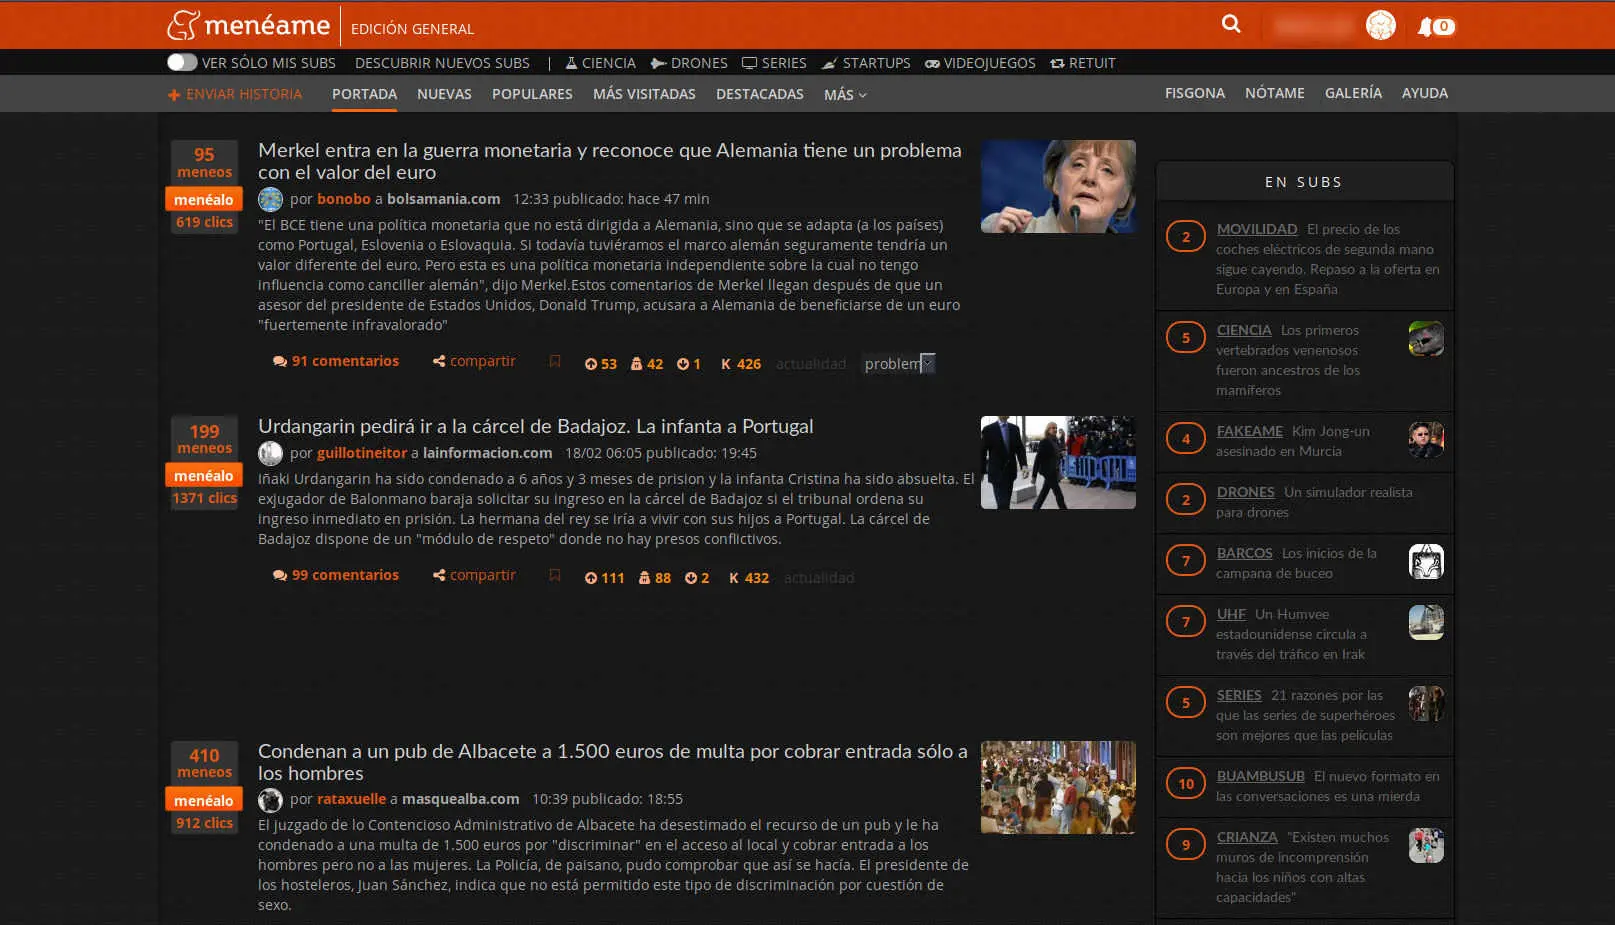 menéame EDICIÓN GENERAL 0
VER SÓLO MIS SUBS DESCUBRIR NUEVOS SUBS | CIENCIA DRONES SERIES STARTUPS VIDEOJUEGOS RETUIT
+ ENVIAR HISTORIA PORTADA NUEVAS POPULARES MÁS VISITADAS DESTACADAS MÁS FISGONA NÓTAME GALERÍA AYUDA
95
meneos
menéalo
619 clics
Merkel entra en la guerra monetaria y reconoce que Alemania tiene un problema
con el valor del euro
por bonobo a bolsamania.com 12:33 publicado: hace 47 min
"El BCE tiene una política monetaria que no está dirigida a Alemania, sino que se adapta (a los países)
como Portugal, Eslovenia o Eslovaquia. Si todavía tuviéramos el marco alemán seguramente tendría un
valor diferente del euro. Pero esta es una política monetaria independiente sobre la cual no tengo
influencia como canciller alemán", dijo Merkel.Estos comentarios de Merkel llegan después de que un
asesor del presidente de Estados Unidos, Donald Trump, acusara a Alemania de beneficiarse de un euro
"fuertemente infravalorado"
91 comentarios compartir 53 42 1 K 426 actualidad problem
199
meneos
menéalo
1371 clics
Urdangarin pedirá ir a la cárcel de Badajoz. La infanta a Portugal
por guillotineitor a lainformacion.com 18/02 06:05 publicado: 19:45
Iñaki Urdangarin ha sido condenado a 6 años y 3 meses de prision y la infanta Cristina ha sido absuelta. El
exjugador de Balonmano baraja solicitar su ingreso en la cárcel de Badajoz si el tribunal ordena su
ingreso inmediato en prisión. La hermana del rey se iría a vivir con sus hijos a Portugal. La cárcel de
Badajoz dispone de un "módulo de respeto" donde no hay presos conflictivos.
99 comentarios compartir 111 88 2 K 432 actualidad
410
meneos
menéalo
912 clics
Condenan a un pub de Albacete a 1.500 euros de multa por cobrar entrada sólo a
los hombres
por rataxuelle a masquealba.com 10:39 publicado: 18:55
El juzgado de lo Contencioso Administrativo de Albacete ha desestimado el recurso de un pub y le ha
condenado a una multa de 1.500 euros por "discriminar" en el acceso al local y cobrar entrada a los
hombres pero no a las mujeres. La Policía, de paisano, pudo comprobar que así se hacía. El presidente de
los hosteleros, Juan Sánchez, indica que no está permitido este tipo de discriminación por cuestión de
sexo.
EN SUBS
2 MOVILIDAD El precio de los
coches eléctricos de segunda mano
sigue cayendo. Repaso a la oferta en
Europa y en España
5 CIENCIA Los primeros
vertebrados venenosos
fueron ancestros de los
mamíferos
4 FAKEAME Kim Jong-un
asesinado en Murcia
2 DRONES Un simulador realista
para drones
7 BARCOS Los inicios de la
campana de buceo
7 UHF Un Humvee
estadounidense circula a
través del tráfico en Irak
5 SERIES 21 razones por las
que las series de superhéroes
son mejores que las películas
10 BUAMBUSUB El nuevo formato en
las conversaciones es una mierda
9 CRIANZA "Existen muchos
muros de incomprensión
hacia los niños con altas
capacidades"